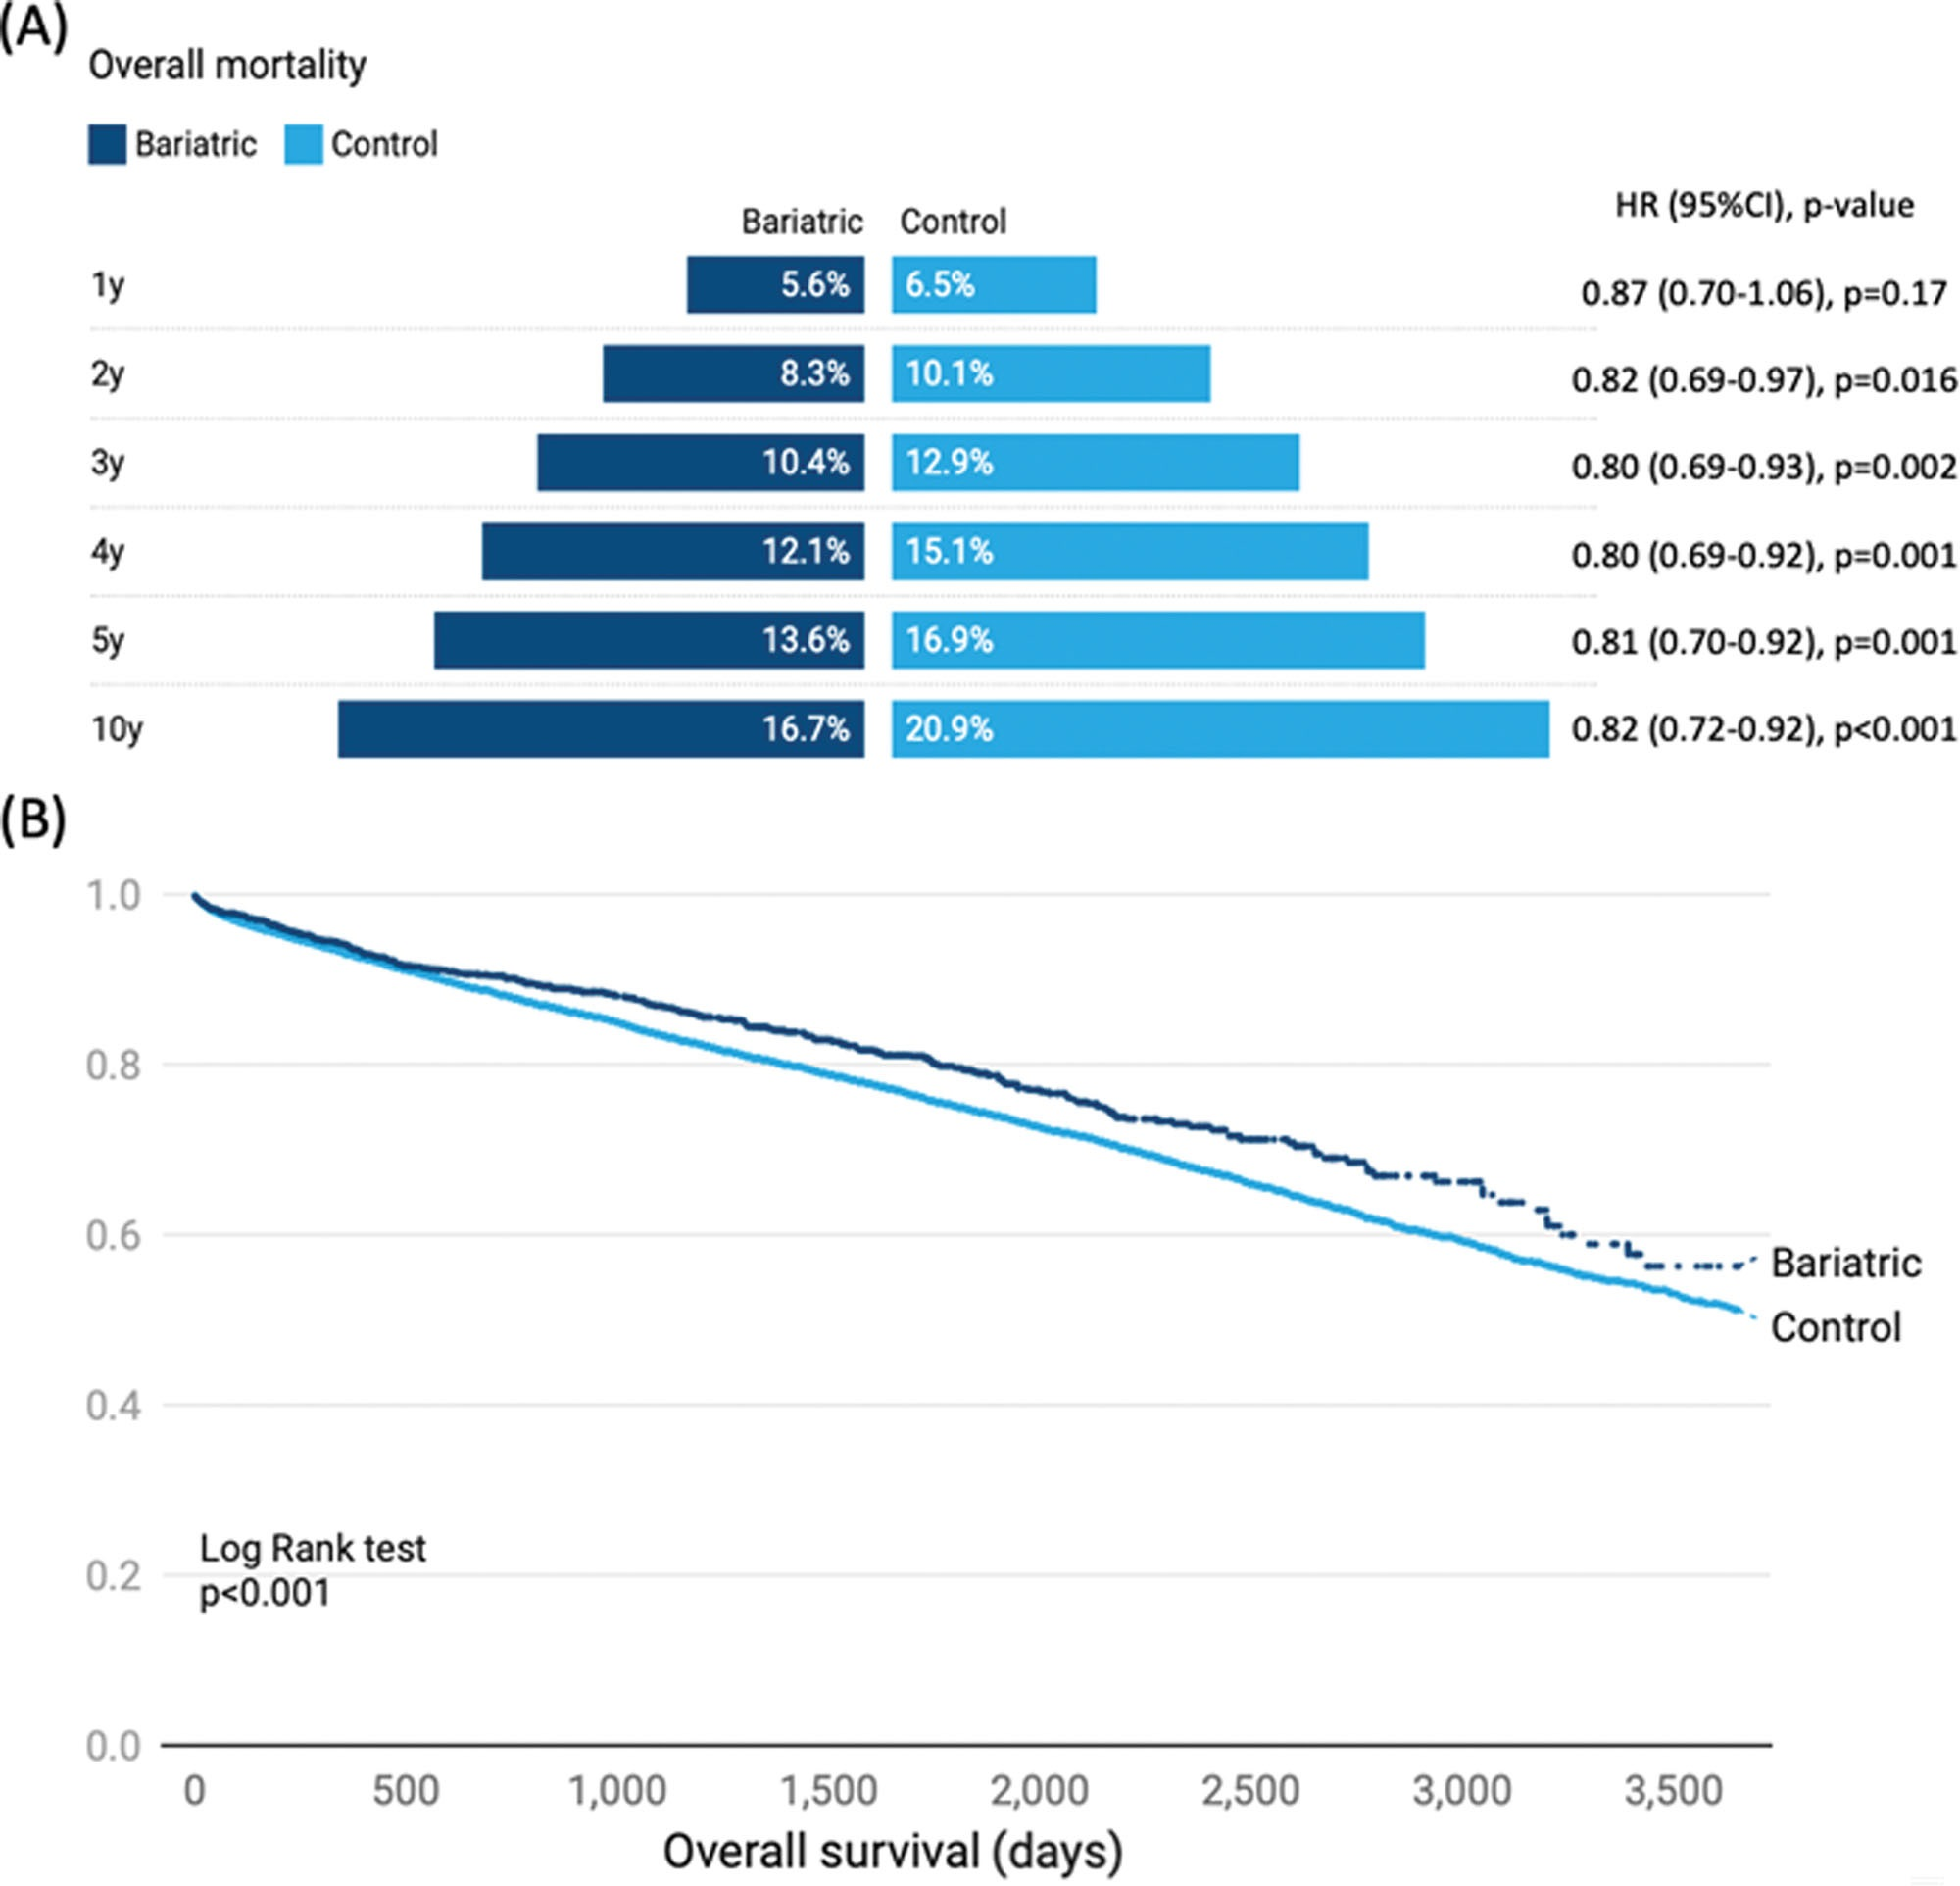 (A)
Overall mortality
Bariatric Control
Bariatric Control HR (95%CI), p-value
1y 5.6% 6.5% 0.87 (0.70-1.06), p=0.17
2y 8.3% 10.1% 0.82 (0.69-0.97), p=0.016
3y 10.4% 12.9% 0.80 (0.69-0.93), p=0.002
4y 12.1% 15.1% 0.80 (0.69-0.92), p=0.001
5y 13.6% 16.9% 0.81 (0.70-0.92), p=0.001
10y 16.7% 20.9% 0.82 (0.72-0.92), p<0.001
(B)
1.0
0.8
0.6
Bariatric
Control
0.4
Log Rank test
0.2
p<0.001
0.0
0 500 1,000 1,500 2,000 2,500 3,000 3,500
Overall survival (days)